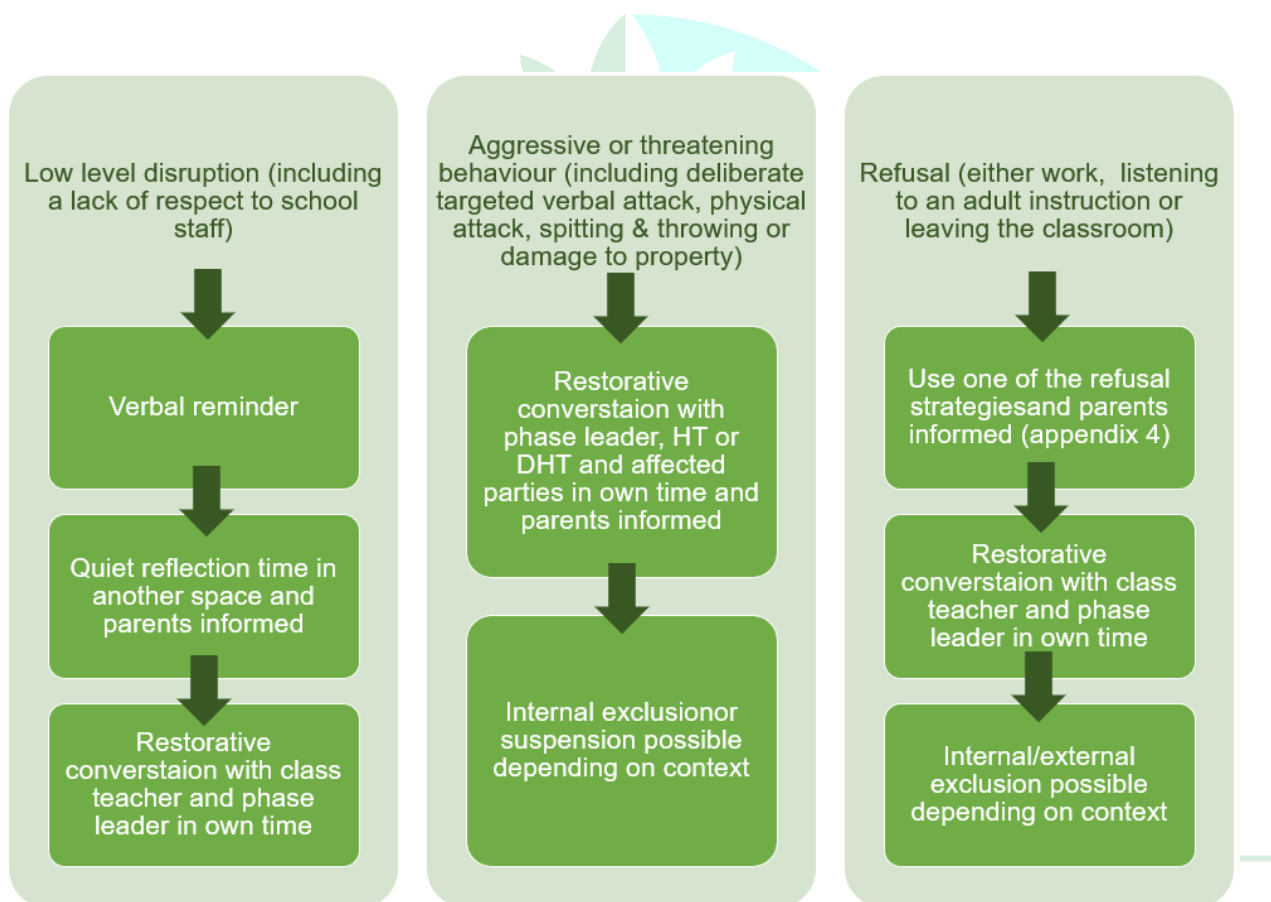 Low level disruption (including
a lack of respect to school
staff)
Verbal reminder
Quiet reflection time in
another space and
parents informed
Restorative
converstaion with class
teacher and phase
leader in own time
Aggressive or threatening
behaviour (including deliberate
targeted verbal attack, physical
attack, spitting & throwing or
damage to property)
Restorative
converstaion with
phase leader, HT or
DHT and affected
parties in own time and
parents informed
Internal exclusionor
suspension possible
depending on context
Refusal (either work, listening
to an adult instruction or
leaving the classroom)
Use one of the refusal
strategiesand parents
informed (appendix 4)
Restorative
converstaion with class
teacher and phase
leader in own time
Internal/external
exclusion possible
depending on context